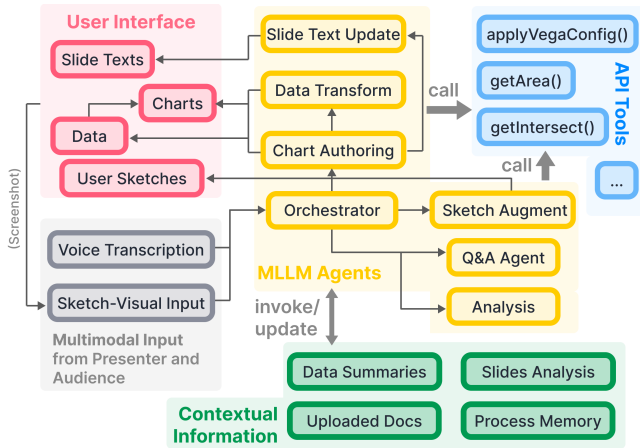 User Interface
Slide Texts
Charts
Data
User Sketches
(Screenshot)
Voice Transcription
Sketch-Visual Input
Multimodal Input
from Presenter and
Audience
Slide Text Update
Data Transform
Chart Authoring
Orchestrator
Sketch Augment
Q&A Agent
Analysis
MLLM Agents
call
call
applyVegaConfig()
getArea()
getIntersect()
...
API Tools
invoke/
update
Data Summaries
Slides Analysis
Uploaded Docs
Process Memory
Contextual
Information